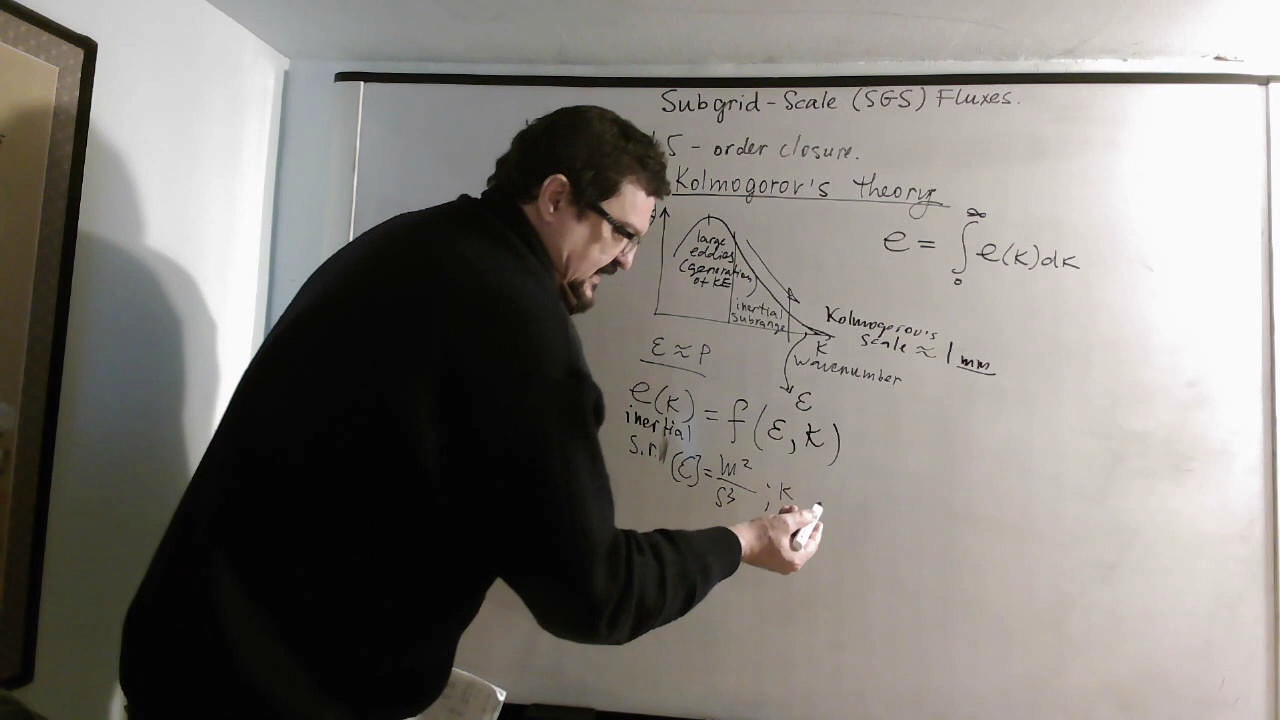 Subgrid-Scale (SGS) Fluxes.
5 - order closure.
Kolmogorov's theory
e = ∫₀^∞ e(k)dk
large
eddies
(generation
of KE)
inertial
subrange
Kolmogorov's
scale ≈ 1 mm
k
wavenumber
ε ≈ P
ε
e(k) = f(ε, k)
inertial
s.r.
[ε] = m²/s³ ; k